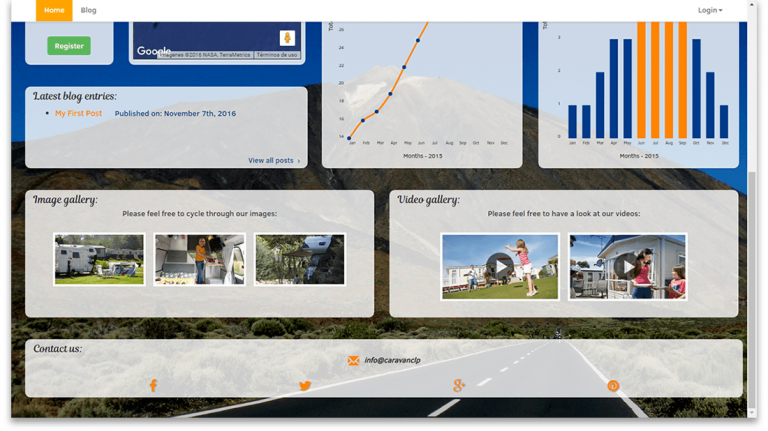 Home Blog Login
Register
Google
Imágenes ©2016 NASA, TerraMetrics Términos de uso
Latest blog entries:
My First Post Published on: November 7th, 2016
View all posts ›
Tot
26
24
22
20
18
16
14
Jan Feb Mar Apr May Jun Jul Aug Sep Oct Nov Dec
Months - 2015
3
2
1
0
Jan Feb Mar Apr May Jun Jul Aug Sep Oct Nov Dec
Months - 2015
Image gallery:
Please feel free to cycle through our images:
Video gallery:
Please feel free to have a look at our videos:
Contact us:
info@caravanclp